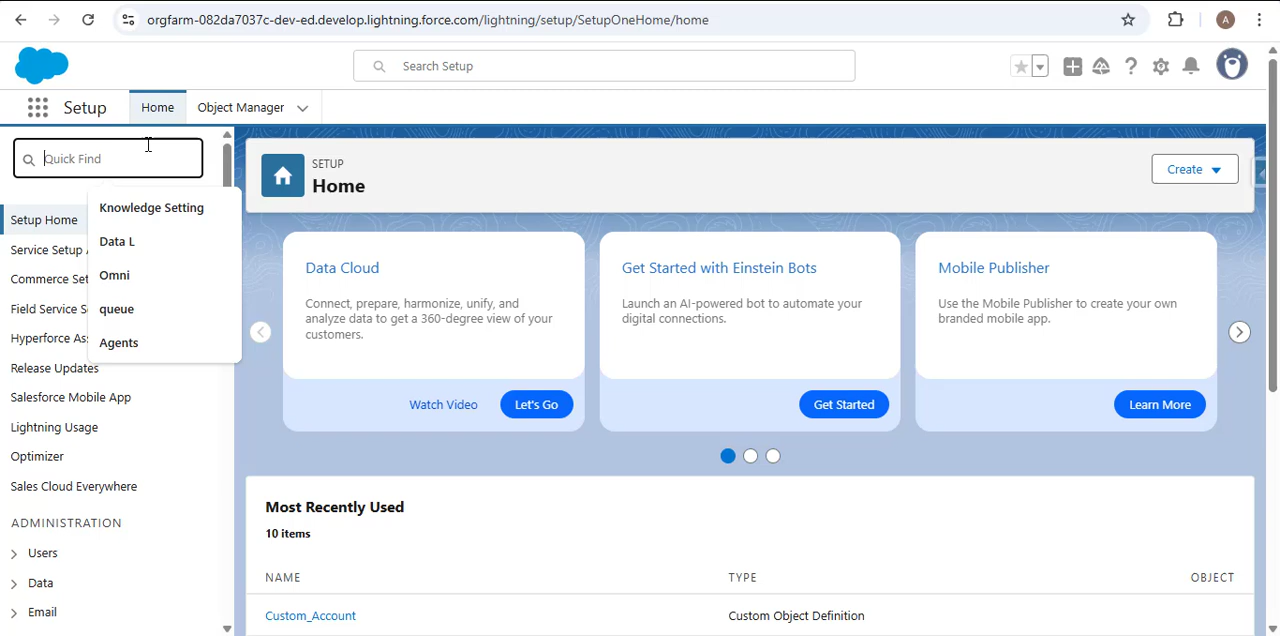 orgfarm-082da7037c-dev-ed.develop.lightning.force.com/lightning/setup/SetupOneHome/home
A
Search Setup
Setup
Home
Object Manager
Quick Find
Knowledge Setting
Data L
Omni
queue
Agents
Setup Home
Service Setup
Commerce Set
Field Service S
Hyperforce Ass
Release Updates
Salesforce Mobile App
Lightning Usage
Optimizer
Sales Cloud Everywhere
ADMINISTRATION
Users
Data
Email
SETUP
Home
Create
Data Cloud
Connect, prepare, harmonize, unify, and
analyze data to get a 360-degree view of your
customers.
Watch Video
Let's Go
Get Started with Einstein Bots
Launch an AI-powered bot to automate your
digital connections.
Get Started
Mobile Publisher
Use the Mobile Publisher to create your own
branded mobile app.
Learn More
Most Recently Used
10 items
NAME TYPE OBJECT
Custom_Account Custom Object Definition